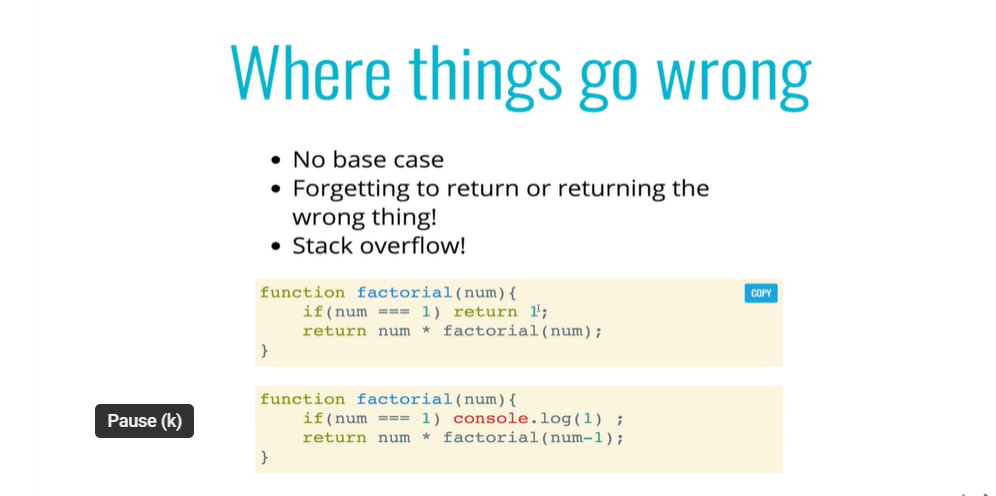 Where things go wrong
• No base case
• Forgetting to return or returning the
wrong thing!
• Stack overflow!
function factorial(num){
COPY
    if(num === 1) return 1;
    return num * factorial(num);
}
function factorial(num){
    if(num === 1) console.log(1) ;
    return num * factorial(num-1);
}
Pause (k)